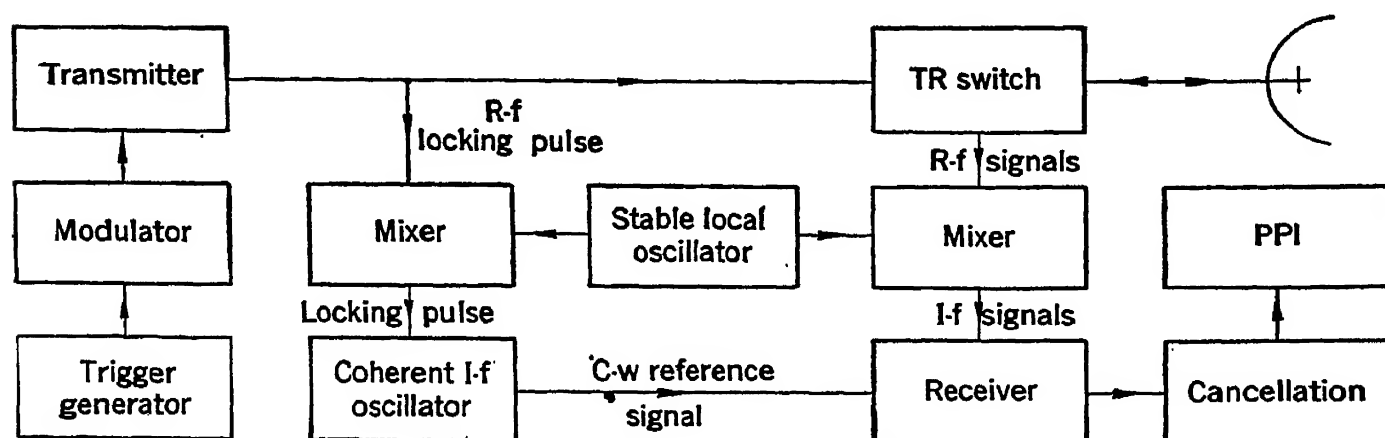 Transmitter
TR switch
R-f
locking pulse
R-f signals
Modulator
Mixer
Stable local
oscillator
Mixer
PPI
Locking pulse
I-f signals
Trigger
generator
Coherent I-f
oscillator
C-w reference
signal
Receiver
Cancellation